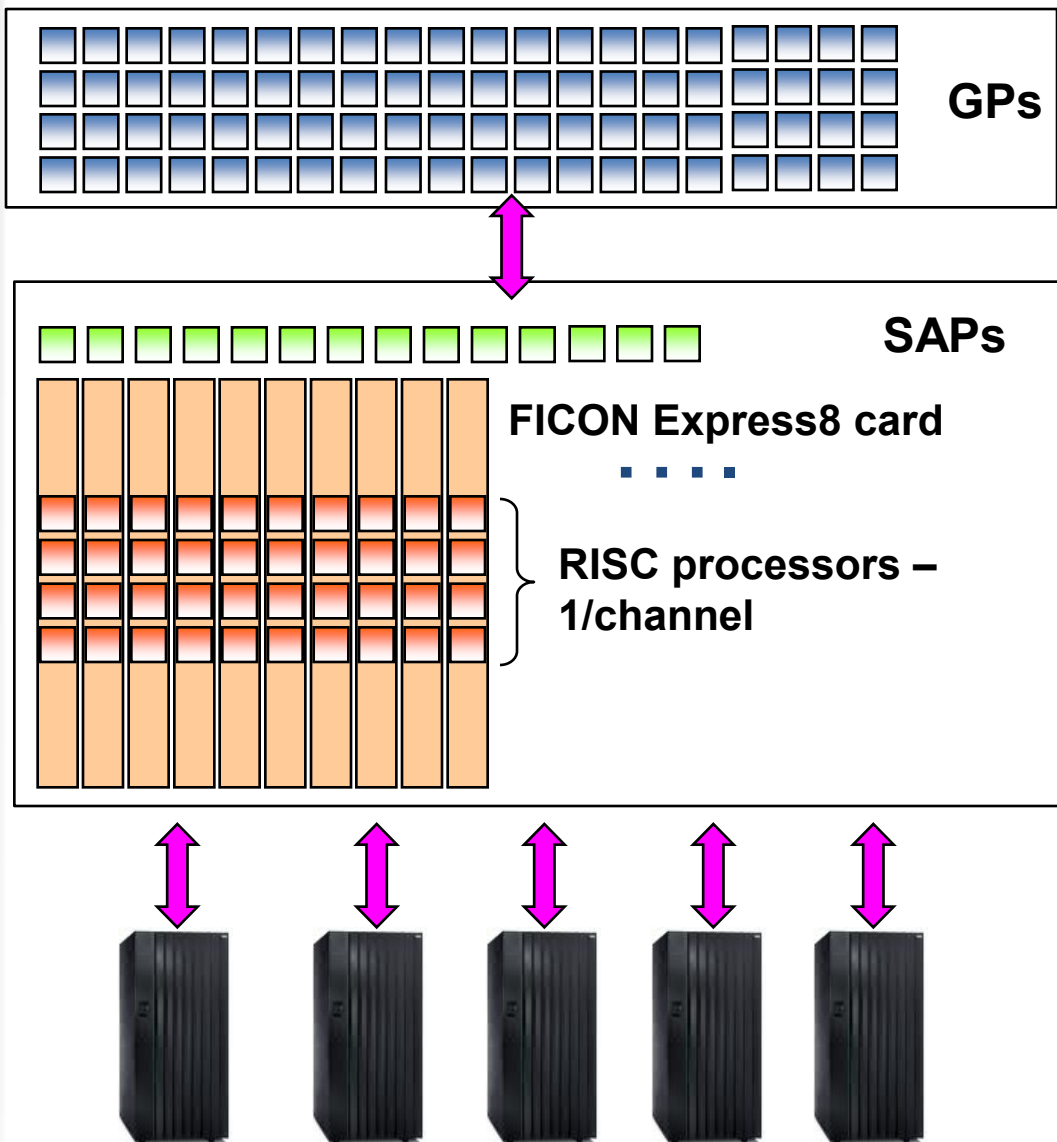 GPs
SAPs
FICON Express8 card
RISC processors –
1/channel